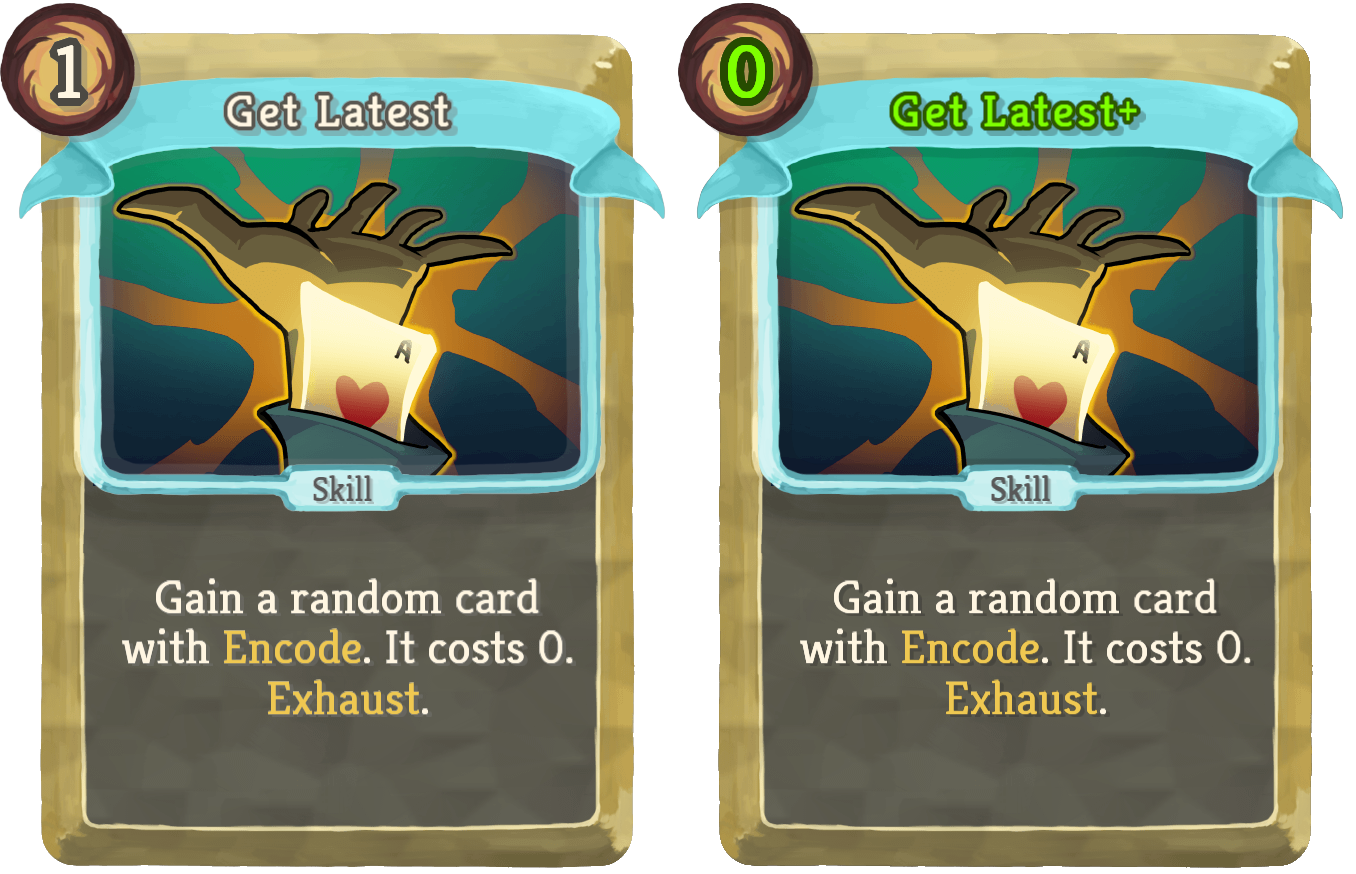 1
Get Latest
A
Skill
Gain a random card
with Encode. It costs 0.
Exhaust.
0
Get Latest+
A
Skill
Gain a random card
with Encode. It costs 0.
Exhaust.